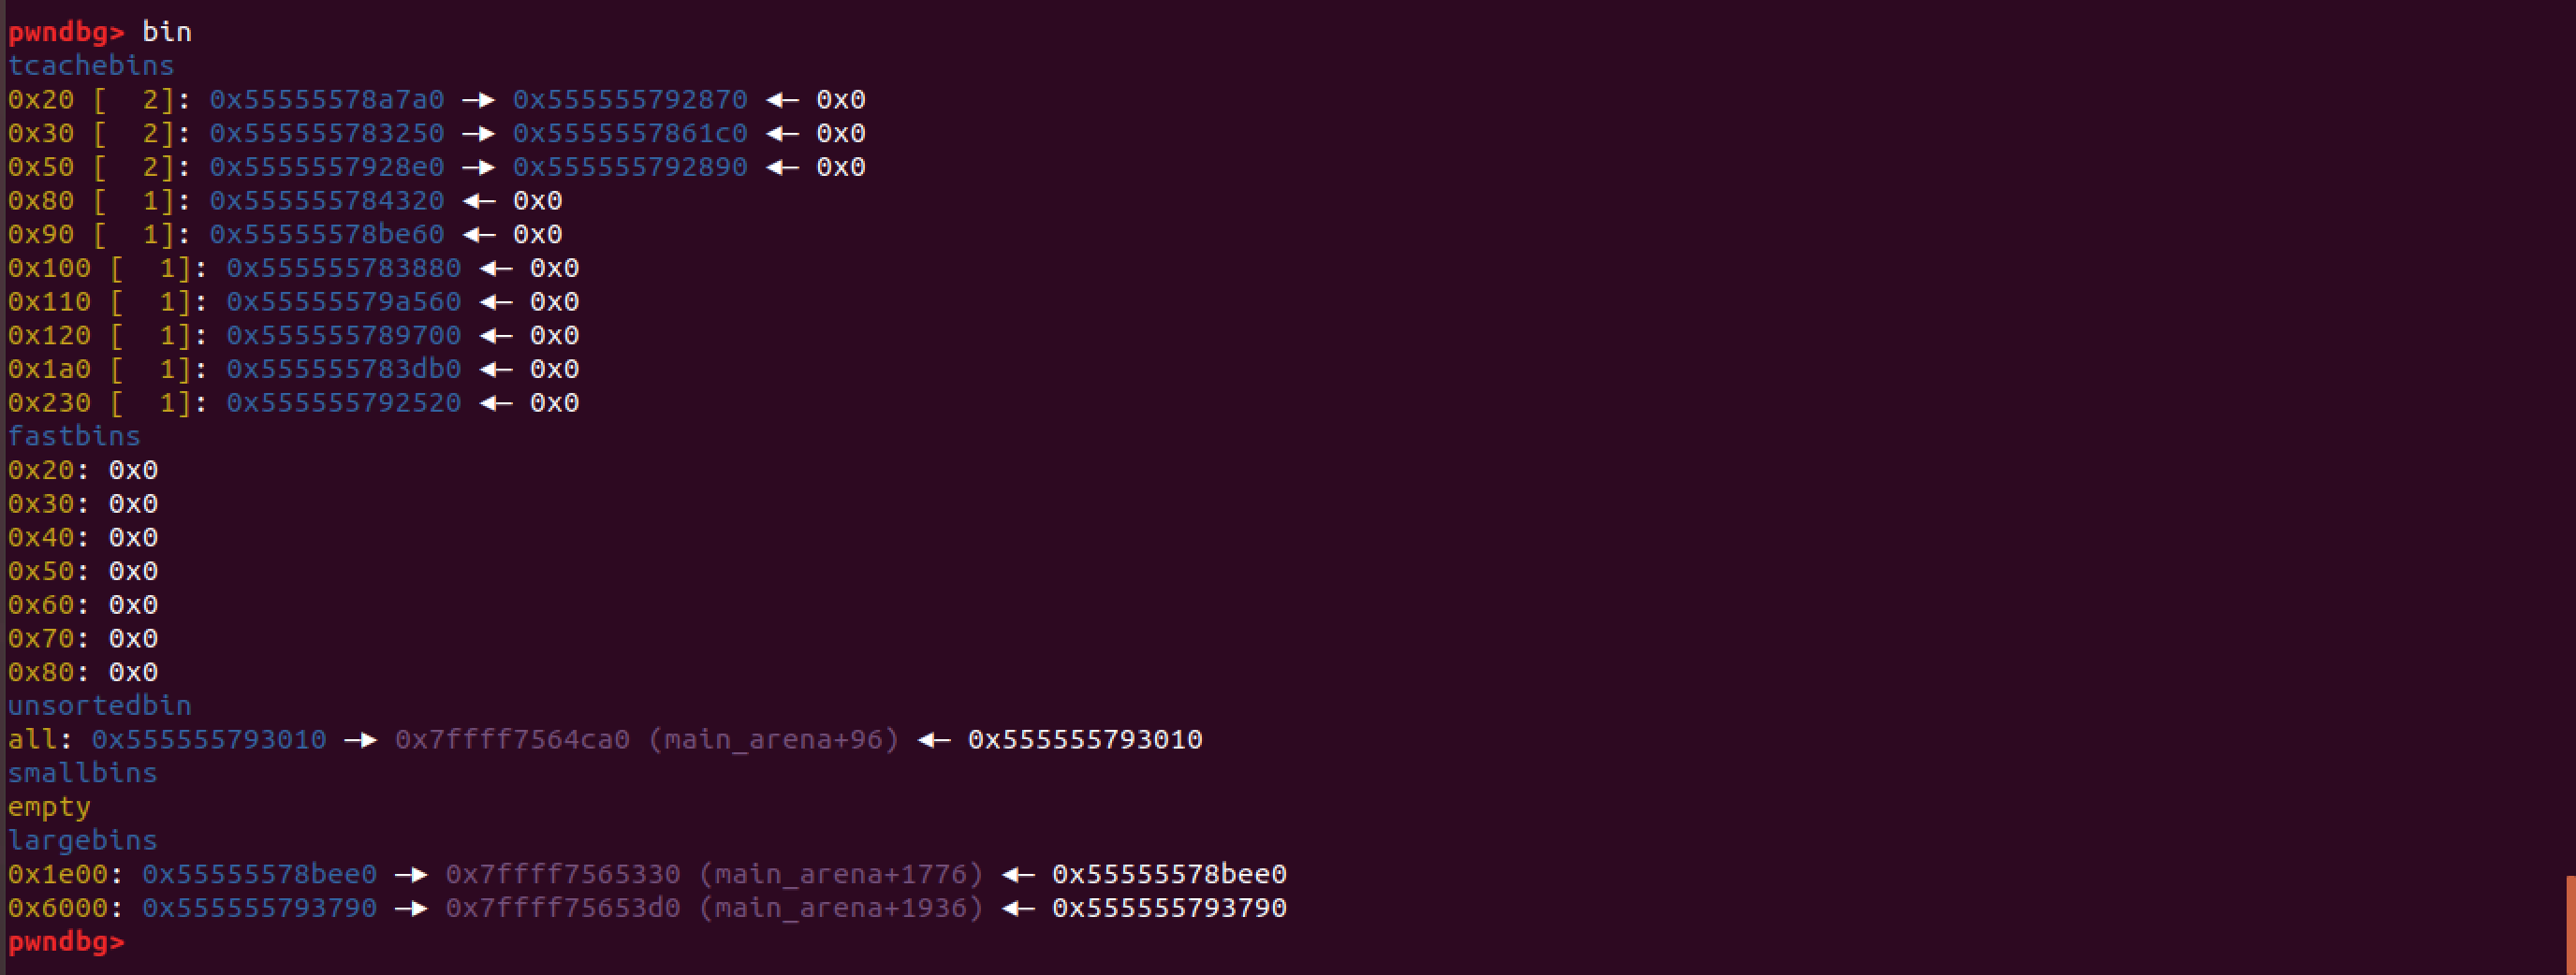 pwndbg> bin
tcachebins
0x20 [  2]: 0x55555578a7a0 —▸ 0x555555792870 ◂— 0x0
0x30 [  2]: 0x555555783250 —▸ 0x5555557861c0 ◂— 0x0
0x50 [  2]: 0x5555557928e0 —▸ 0x555555792890 ◂— 0x0
0x80 [  1]: 0x555555784320 ◂— 0x0
0x90 [  1]: 0x55555578be60 ◂— 0x0
0x100 [  1]: 0x555555783880 ◂— 0x0
0x110 [  1]: 0x55555579a560 ◂— 0x0
0x120 [  1]: 0x555555789700 ◂— 0x0
0x1a0 [  1]: 0x555555783db0 ◂— 0x0
0x230 [  1]: 0x555555792520 ◂— 0x0
fastbins
0x20: 0x0
0x30: 0x0
0x40: 0x0
0x50: 0x0
0x60: 0x0
0x70: 0x0
0x80: 0x0
unsortedbin
all: 0x555555793010 —▸ 0x7ffff7564ca0 (main_arena+96) ◂— 0x555555793010
smallbins
empty
largebins
0x1e00: 0x55555578bee0 —▸ 0x7ffff7565330 (main_arena+1776) ◂— 0x55555578bee0
0x6000: 0x555555793790 —▸ 0x7ffff75653d0 (main_arena+1936) ◂— 0x555555793790
pwndbg>